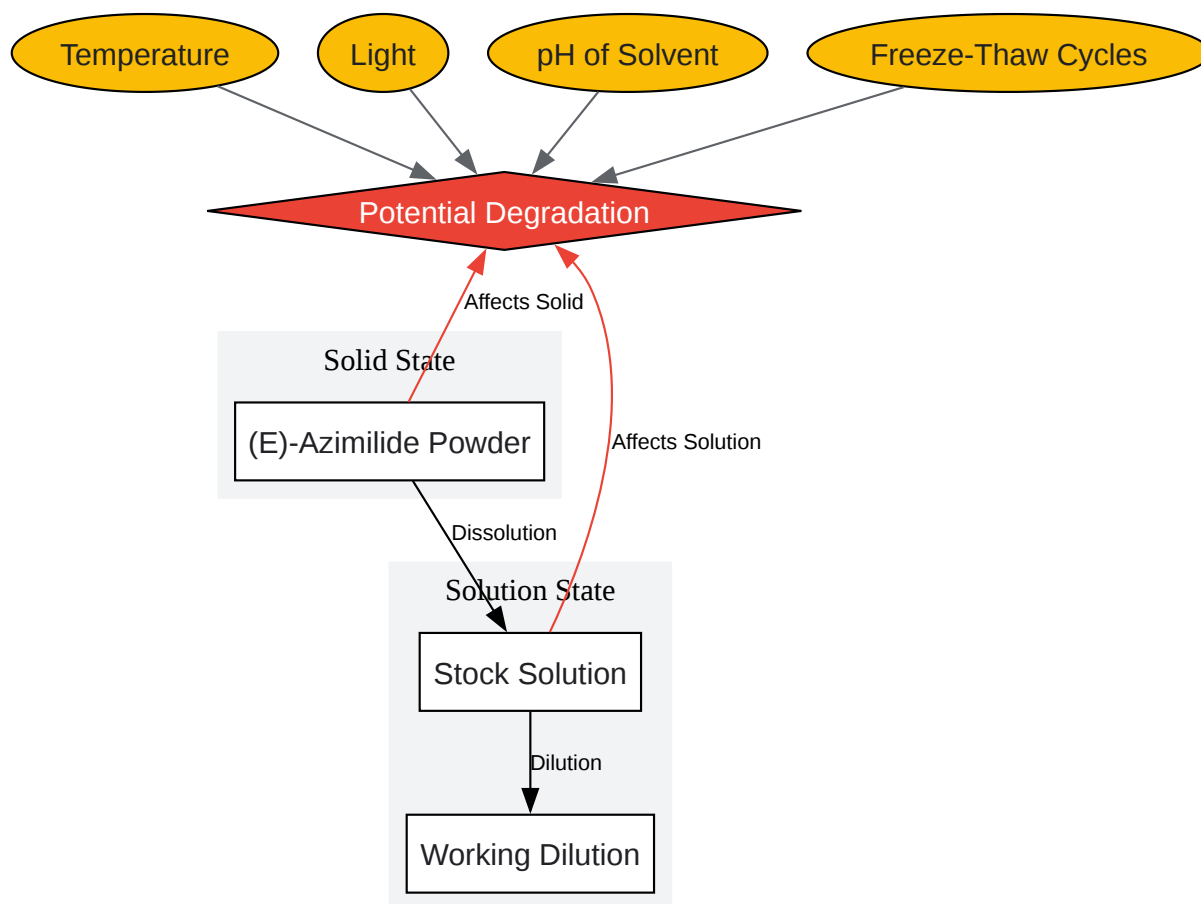 Temperature
Light
pH of Solvent
Freeze-Thaw Cycles
Potential Degradation
Affects Solid
Solid State
(E)-Azimilide Powder
Affects Solution
Dissolution
Solution State
Stock Solution
Dilution
Working Dilution